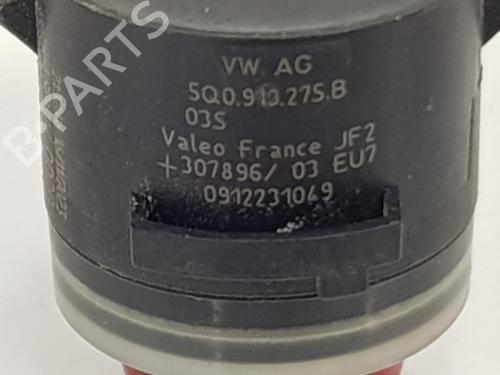 VW AG
5Q0.919.275.B
03S
Valeo France JF2
+307896/ 03 EU7
0912231049
B-PARTS